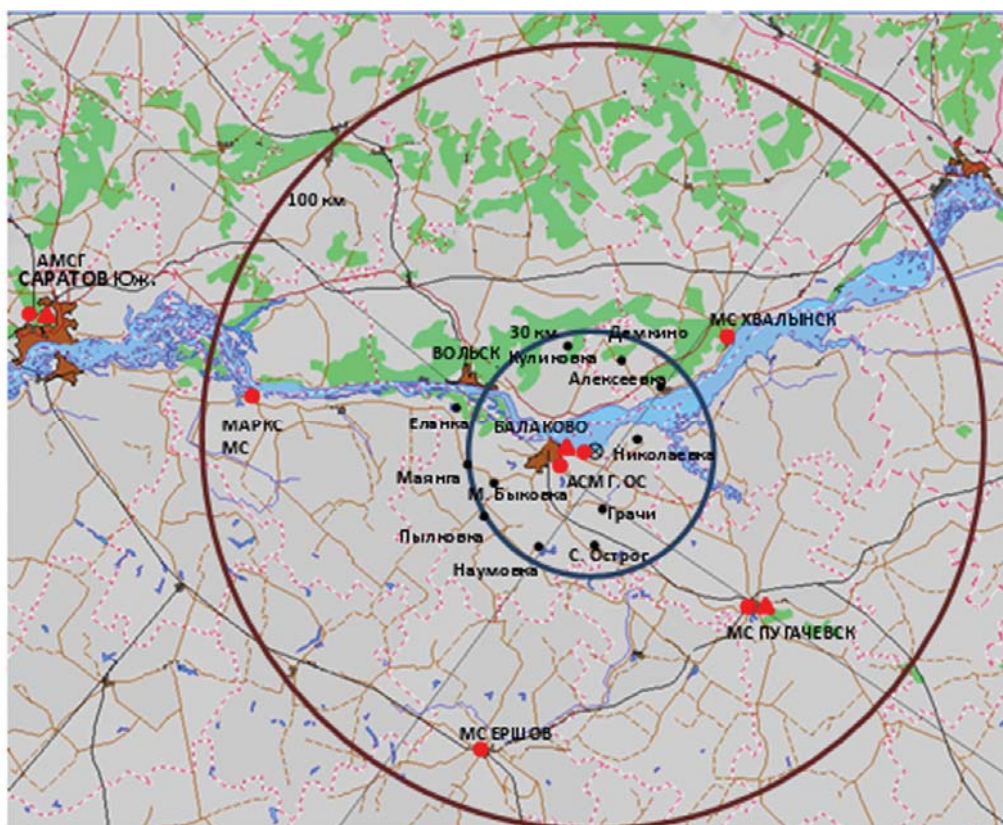 100 км
АМСГ
САРАТОВ Юж.
30 км
Демкино
МС ХВАЛЫНСК
Куликовка
ВОЛЬСК
Алексеевка
Еланка
БАЛАКОВО
МАРКС
МС
Николаевка
Маянга
АСМ Г. ОС
М. Быковка
Грачи
Пылковка
С. Острог
Наумовка
МС ПУГАЧЕВСК
МС ЕРШОВ